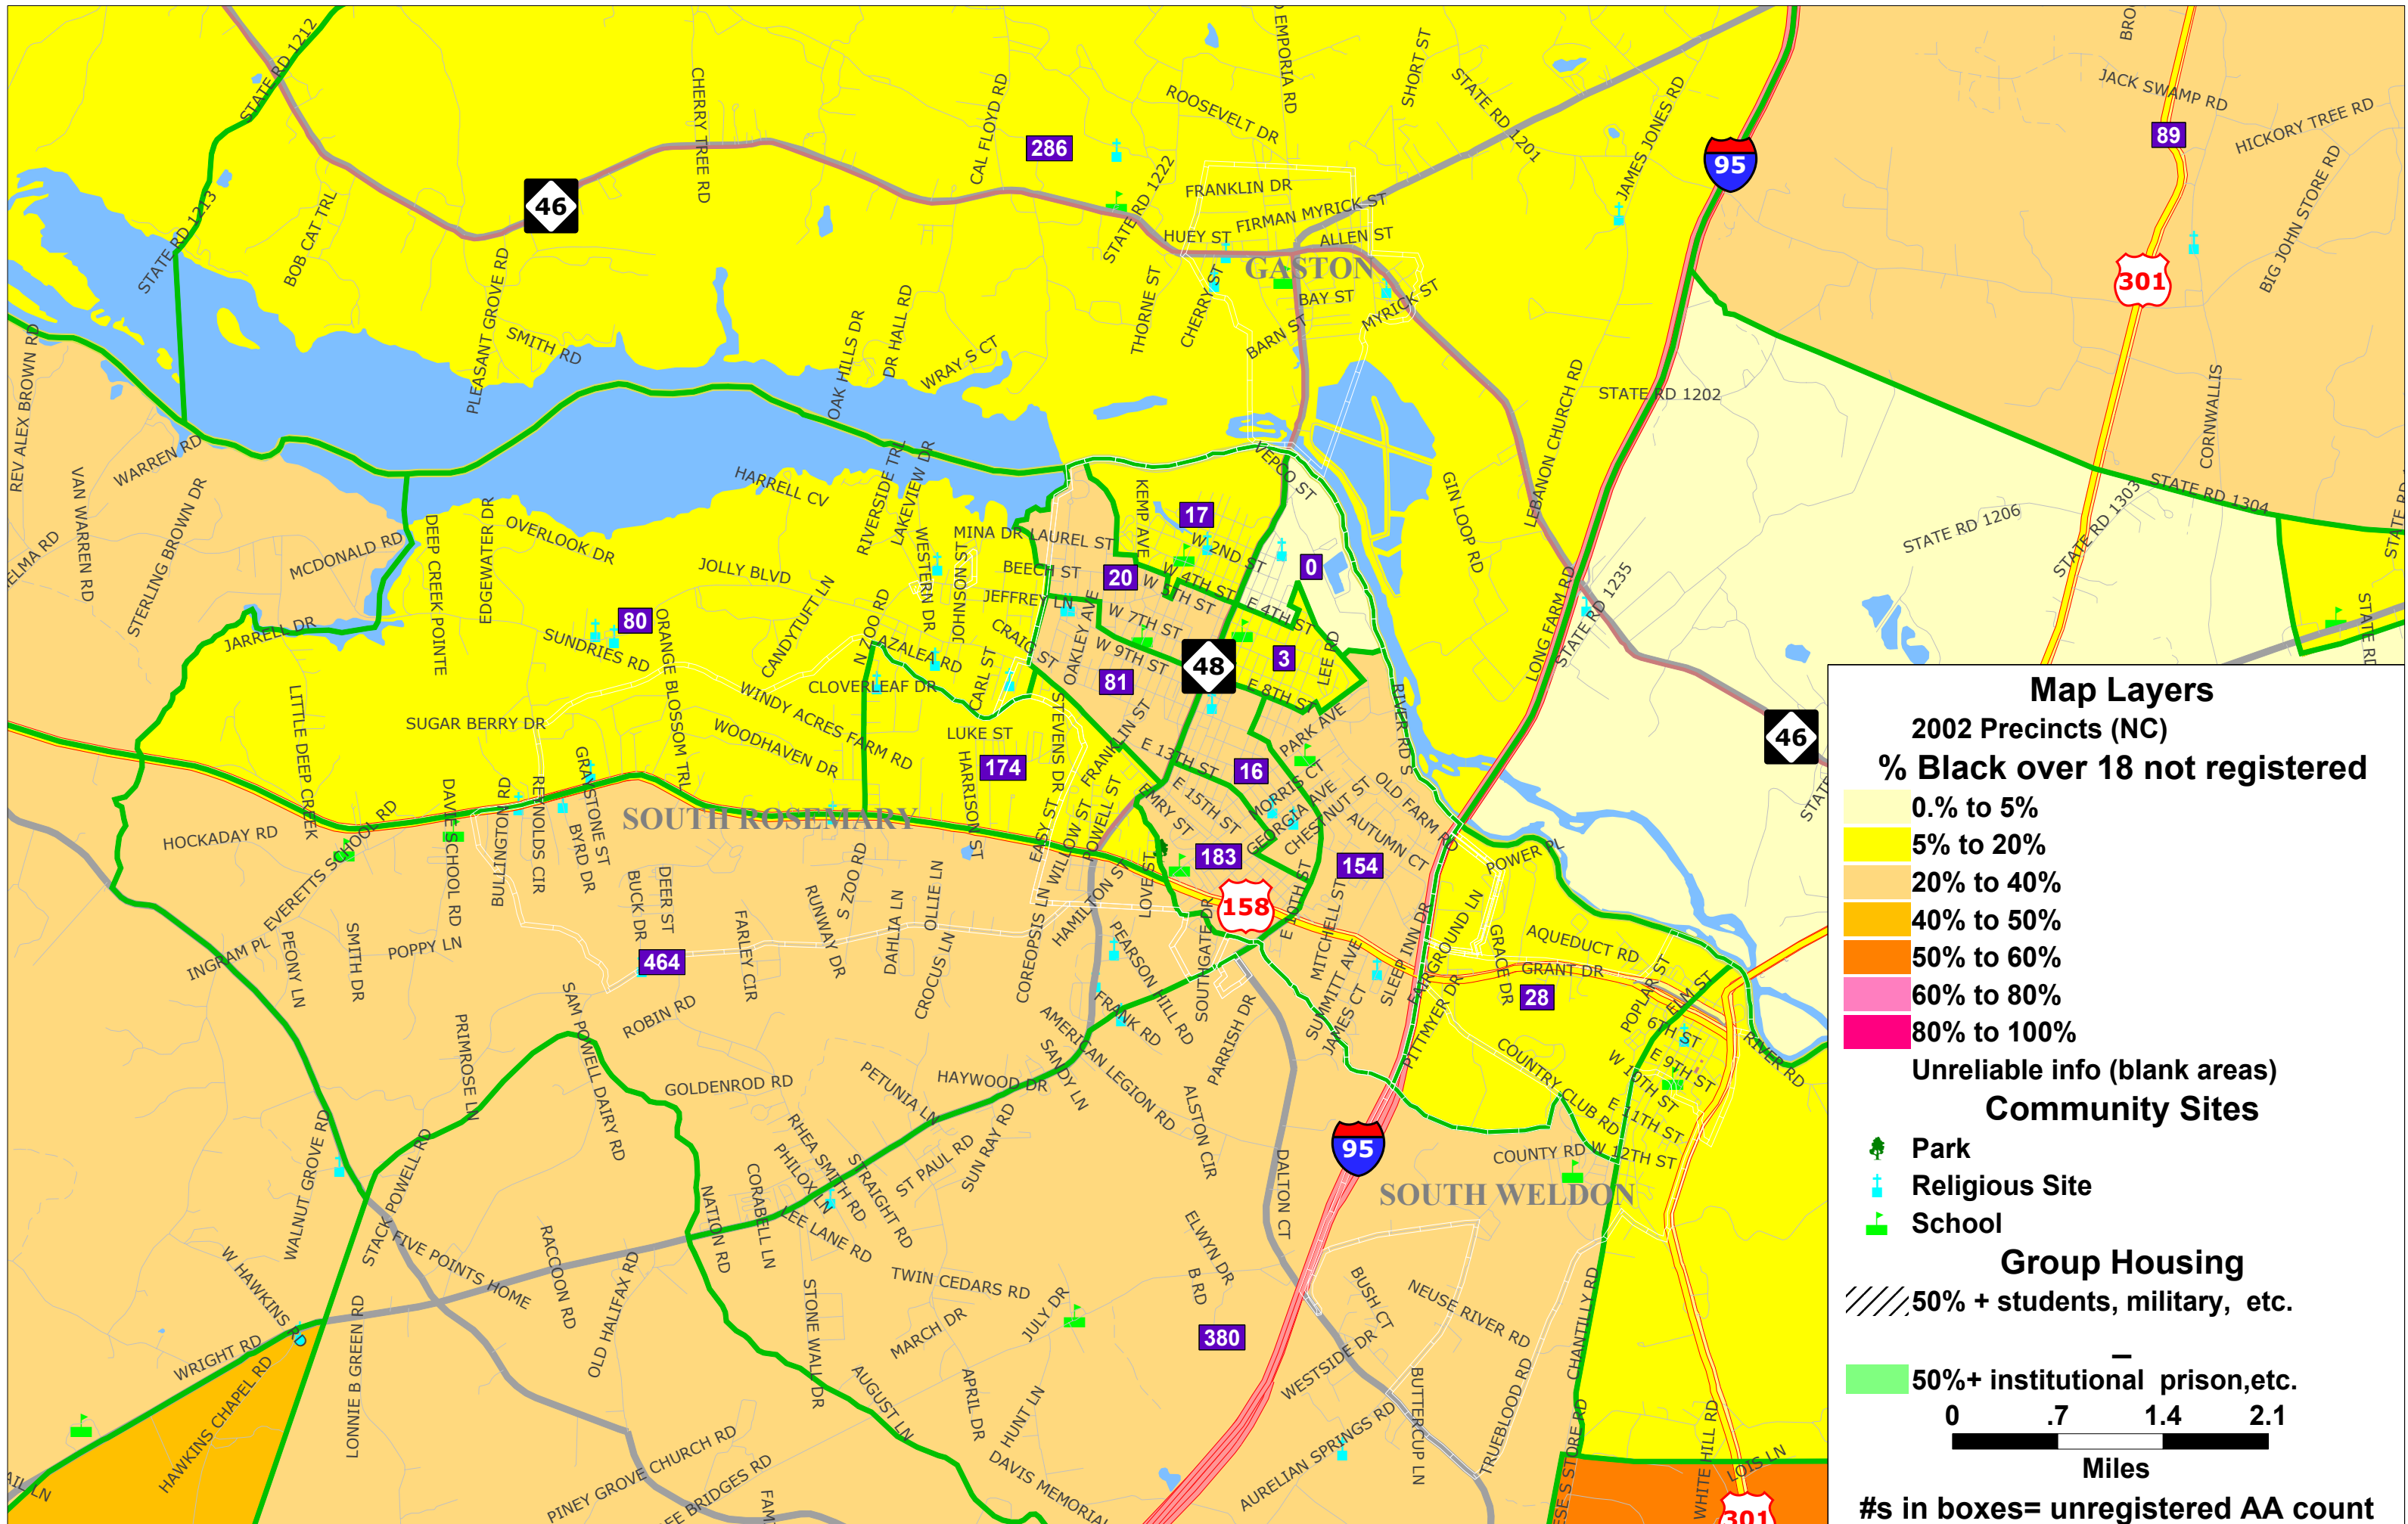 STATE RD 1212
CHERRY TREE RD
CAL FLOYD RD
286
ROOSEVELT DR
EMPORIA RD
SHORT ST
STATE RD 1201
JAMES JONES RD
95
JACK SWAMP RD
89
HICKORY TREE RD
46
STATE RD 1213
BOB CAT TRL
STATE RD 1222
FRANKLIN DR
FIRMAN MYRICK ST
HUEY ST
ALLEN ST
GASTON
BAY ST
MYRICK ST
BARN ST
THORNE ST
CHERRY ST
301
BIG JOHN STORE RD
PLEASANT GROVE RD
SMITH RD
OAK HILLS DR
DR HALL RD
WRAY S CT
LEBANON CHURCH RD
STATE RD 1202
CORNWALLIS
REV ALEX BROWN RD
WARREN RD
VAN WARREN RD
STERLING BROWN DR
MCDONALD RD
ELMA RD
JARRELL DR
DEEP CREEK POINTE
EDGEWATER DR
OVERLOOK DR
HARRELL CV
JOLLY BLVD
RIVERSIDE TRL
LAKEVIEW DR
WESTERN DR
JOHNSON ST
MINA DR
LAUREL ST
BEECH ST
JEFFREY LN
KEMP AVE
17
W 2ND ST
VEPCO ST
0
20
W 4TH ST
W 5TH ST
E 4TH ST
W 7TH ST
W 9TH ST
48
3
LEE RD
E 8TH ST
GIN LOOP RD
LONG FARM RD
STATE RD 1235
STATE RD 1206
STATE RD 1303
STATE RD 1304
STATE RD
80
SUNDRIES RD
ORANGE BLOSSOM TRL
CANDYTUFT LN
N ZOO RD
AZALEA RD
CLOVERLEAF DR
CRAIG ST
CARL ST
OAKLEY AVE
81
LITTLE DEEP CREEK
SUGAR BERRY DR
WINDY ACRES FARM RD
WOODHAVEN DR
LUKE ST
174
HARRISON ST
STEVENS DR
FRANKLIN ST
E 13TH ST
16
PARK AVE
RIVER RD S
46
HOCKADAY RD
EVERETTS SCHOOL RD
DAVIE SCHOOL RD
BULLINGTON RD
REYNOLDS CIR
GRAYSTONE ST
BYRD DR
SOUTH ROSEMARY
EASY ST
WILLOW ST
POWELL ST
EMRY ST
E 15TH ST
MORRIS CT
GEORGIA AVE
CHESTNUT ST
OLD FARM RD
AUTUMN CT
183
154
POWER PL
158
INGRAM PL
PEONY LN
SMITH DR
POPPY LN
BUCK DR
DEER ST
464
FARLEY CIR
RUNWAY DR
S ZOO RD
DAHLIA LN
OLLIE LN
CROCUS LN
COREOPSIS LN
HAMILTON ST
LOVE ST
PEARSON HILL RD
SOUTHGATE DR
E 10TH ST
MITCHELL ST
SUMMITT AVE
JAMES CT
SLEEP INN DR
FAIRGROUND LN
PITTMYER DR
GRACE DR
AQUEDUCT RD
GRANT DR
28
POPLAR ST
ELM ST
6TH ST
E 9TH ST
W 10TH ST
E 11TH ST
W 12TH ST
RIVER RD
COUNTRY CLUB RD
COUNTY RD
SOUTH WELDON
ROBIN RD
SAM POWELL DAIRY RD
PRIMROSE LN
GOLDENROD RD
PETUNIA LN
HAYWOOD DR
SANDY LN
AMERICAN LEGION RD
FRANK RD
PARRISH DR
ALSTON CIR
DALTON CT
95
WALNUT GROVE RD
STACK POWELL RD
FIVE POINTS HOME
W HAWKINS RD
WRIGHT RD
HAWKINS CHAPEL RD
LONNIE B GREEN RD
RACCOON RD
OLD HALIFAX RD
NATION RD
CORABELL LN
PHILOX LN
RHEA SMITH RD
STRAIGHT RD
ST PAUL RD
SUN RAY RD
LEE LANE RD
STONE WALL DR
TWIN CEDARS RD
MARCH DR
JULY DR
AUGUST LN
APRIL DR
HUNT LN
DAVIS MEMORIAL
ELWYN DR
B RD
380
BUSH CT
WESTSIDE DR
NEUSE RIVER RD
BUTTERCUP LN
AURELIAN SPRINGS RD
TRUEBLOOD RD
CHANTILLY RD
WHITE HILL RD
LOIS LN
301
PINEY GROVE CHURCH RD
EE BRIDGES RD
Map Layers
2002 Precincts (NC)
% Black over 18 not registered
0.% to 5%
5% to 20%
20% to 40%
40% to 50%
50% to 60%
60% to 80%
80% to 100%
Unreliable info (blank areas)
Community Sites
Park
Religious Site
School
Group Housing
50% + students, military, etc.
_
50%+ institutional prison,etc.
0 .7 1.4 2.1
Miles
#s in boxes= unregistered AA count